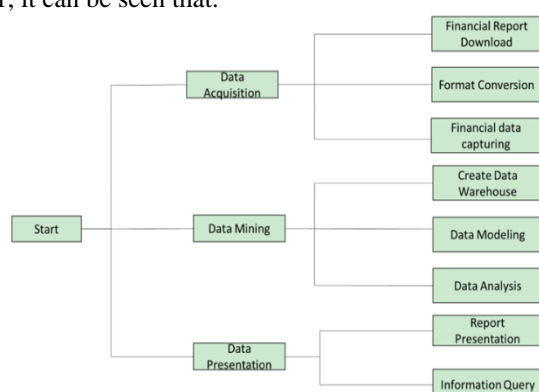 it can be seen that:
Financial Report
Download
Data
Acquisition
Format Conversion
Financial data
capturing
Create Data
Warehouse
Start
Data Mining
Data Modeling
Data Analysis
Report
Presentation
Data
Presentation
Information Query